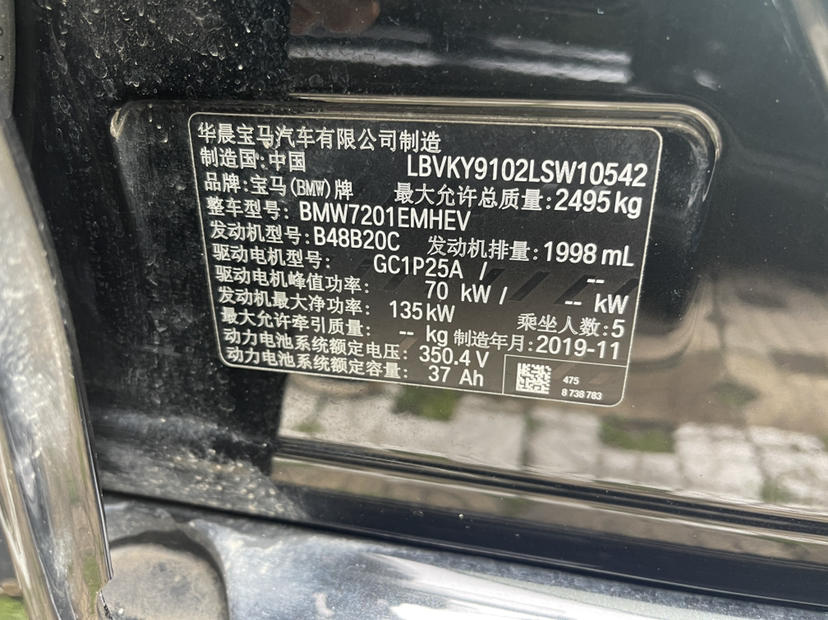 华晨宝马汽车有限公司制造
制造国:中国 LBVKY9102LSW10542
品牌:宝马(BMW)牌 最大允许总质量:2495kg
整车型号:BMW7201EMHEV
发动机型号:B48B20C 发动机排量:1998 mL
驱动电机型号: GC1P25A / --
驱动电机峰值功率: 70 kW / -- kW
发动机最大净功率: 135kW 乘坐人数:5
最大允许牵引质量: -- kg 制造年月:2019-11
动力电池系统额定电压:350.4 V
动力电池系统额定容量: 37 Ah
475
8 738 783